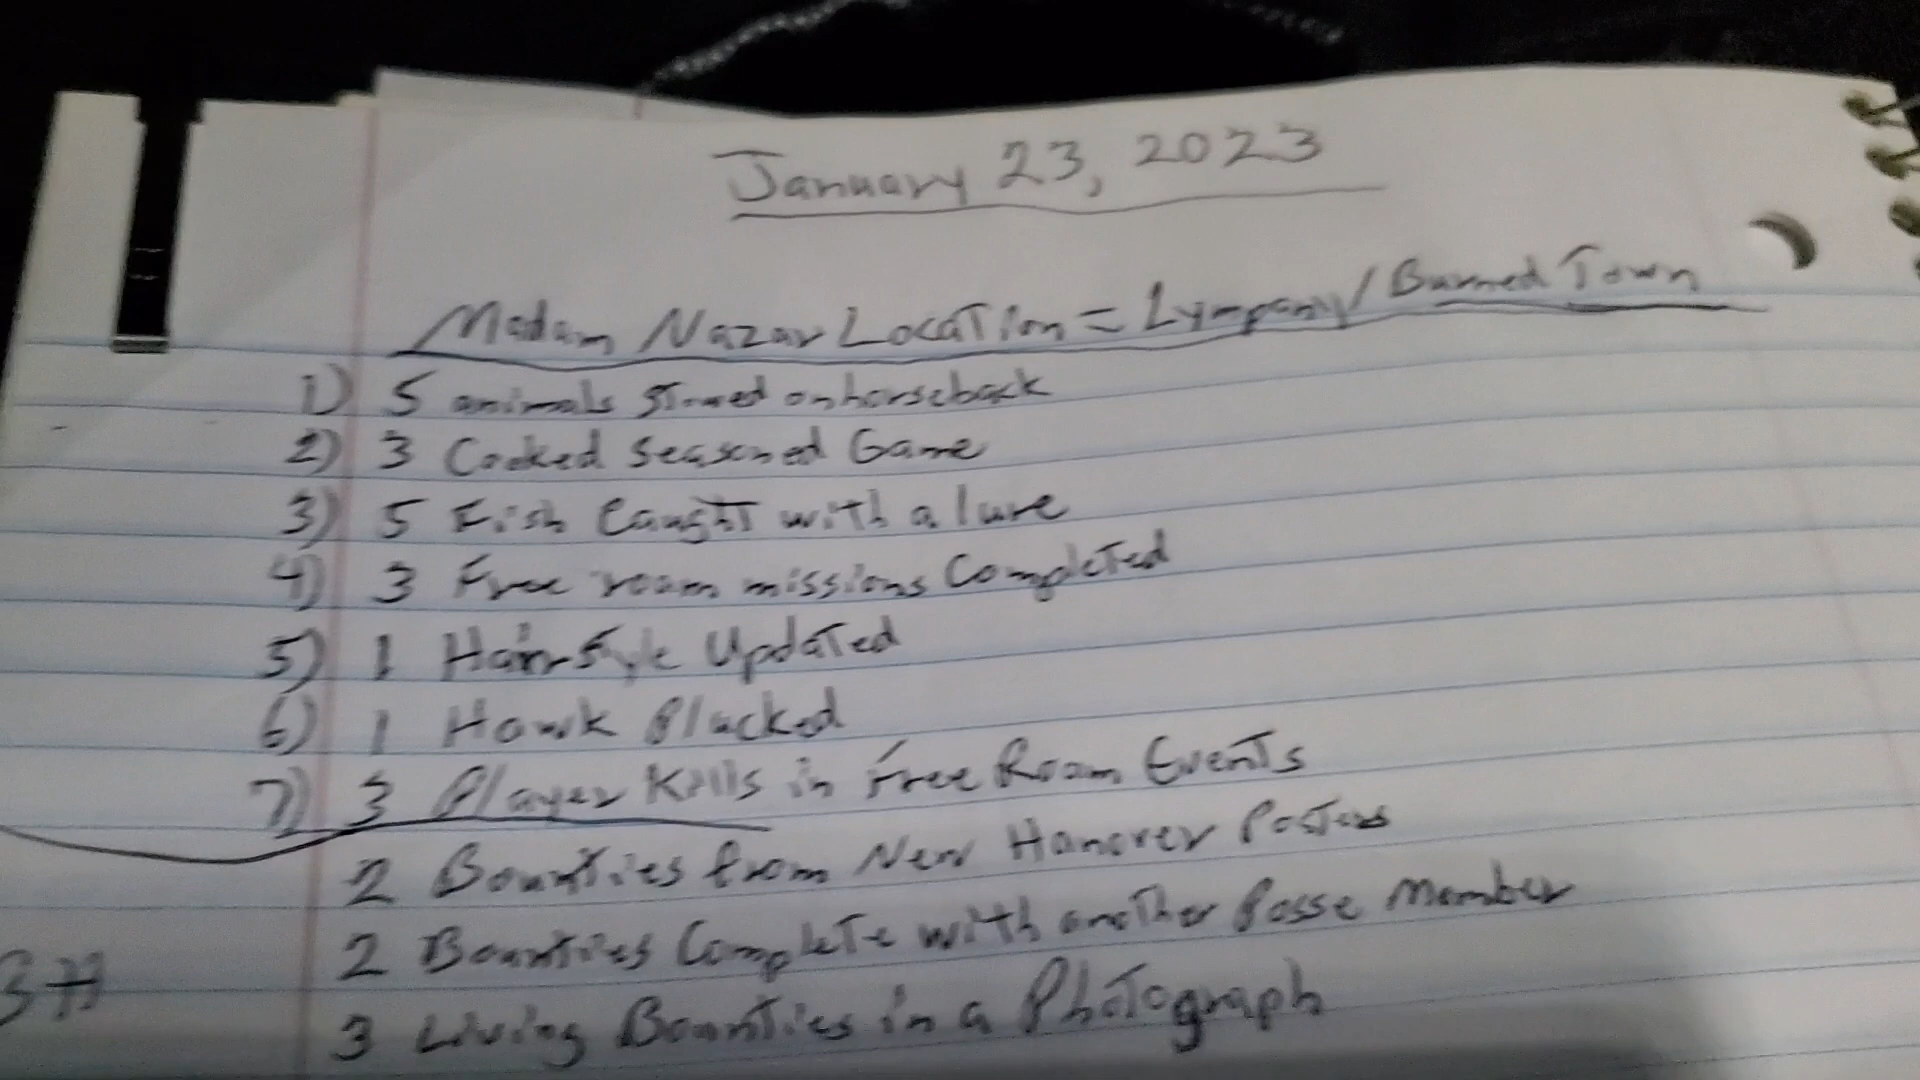 January 23, 2023
Madam Nazar Location = Lympany/Burned Town
1) 5 animals stowed on horseback
2) 3 Cooked Seasoned Game
3) 5 Fish Caught with a lure
4) 3 Free roam missions Completed
5) 1 Hairstyle Updated
6) 1 Hawk Plucked
7) 3 Player Kills in Free Roam Events
2 Bounties from New Hanover Posters
2 Bounties Complete with another Posse Member
3 Living Bounties in a Photograph